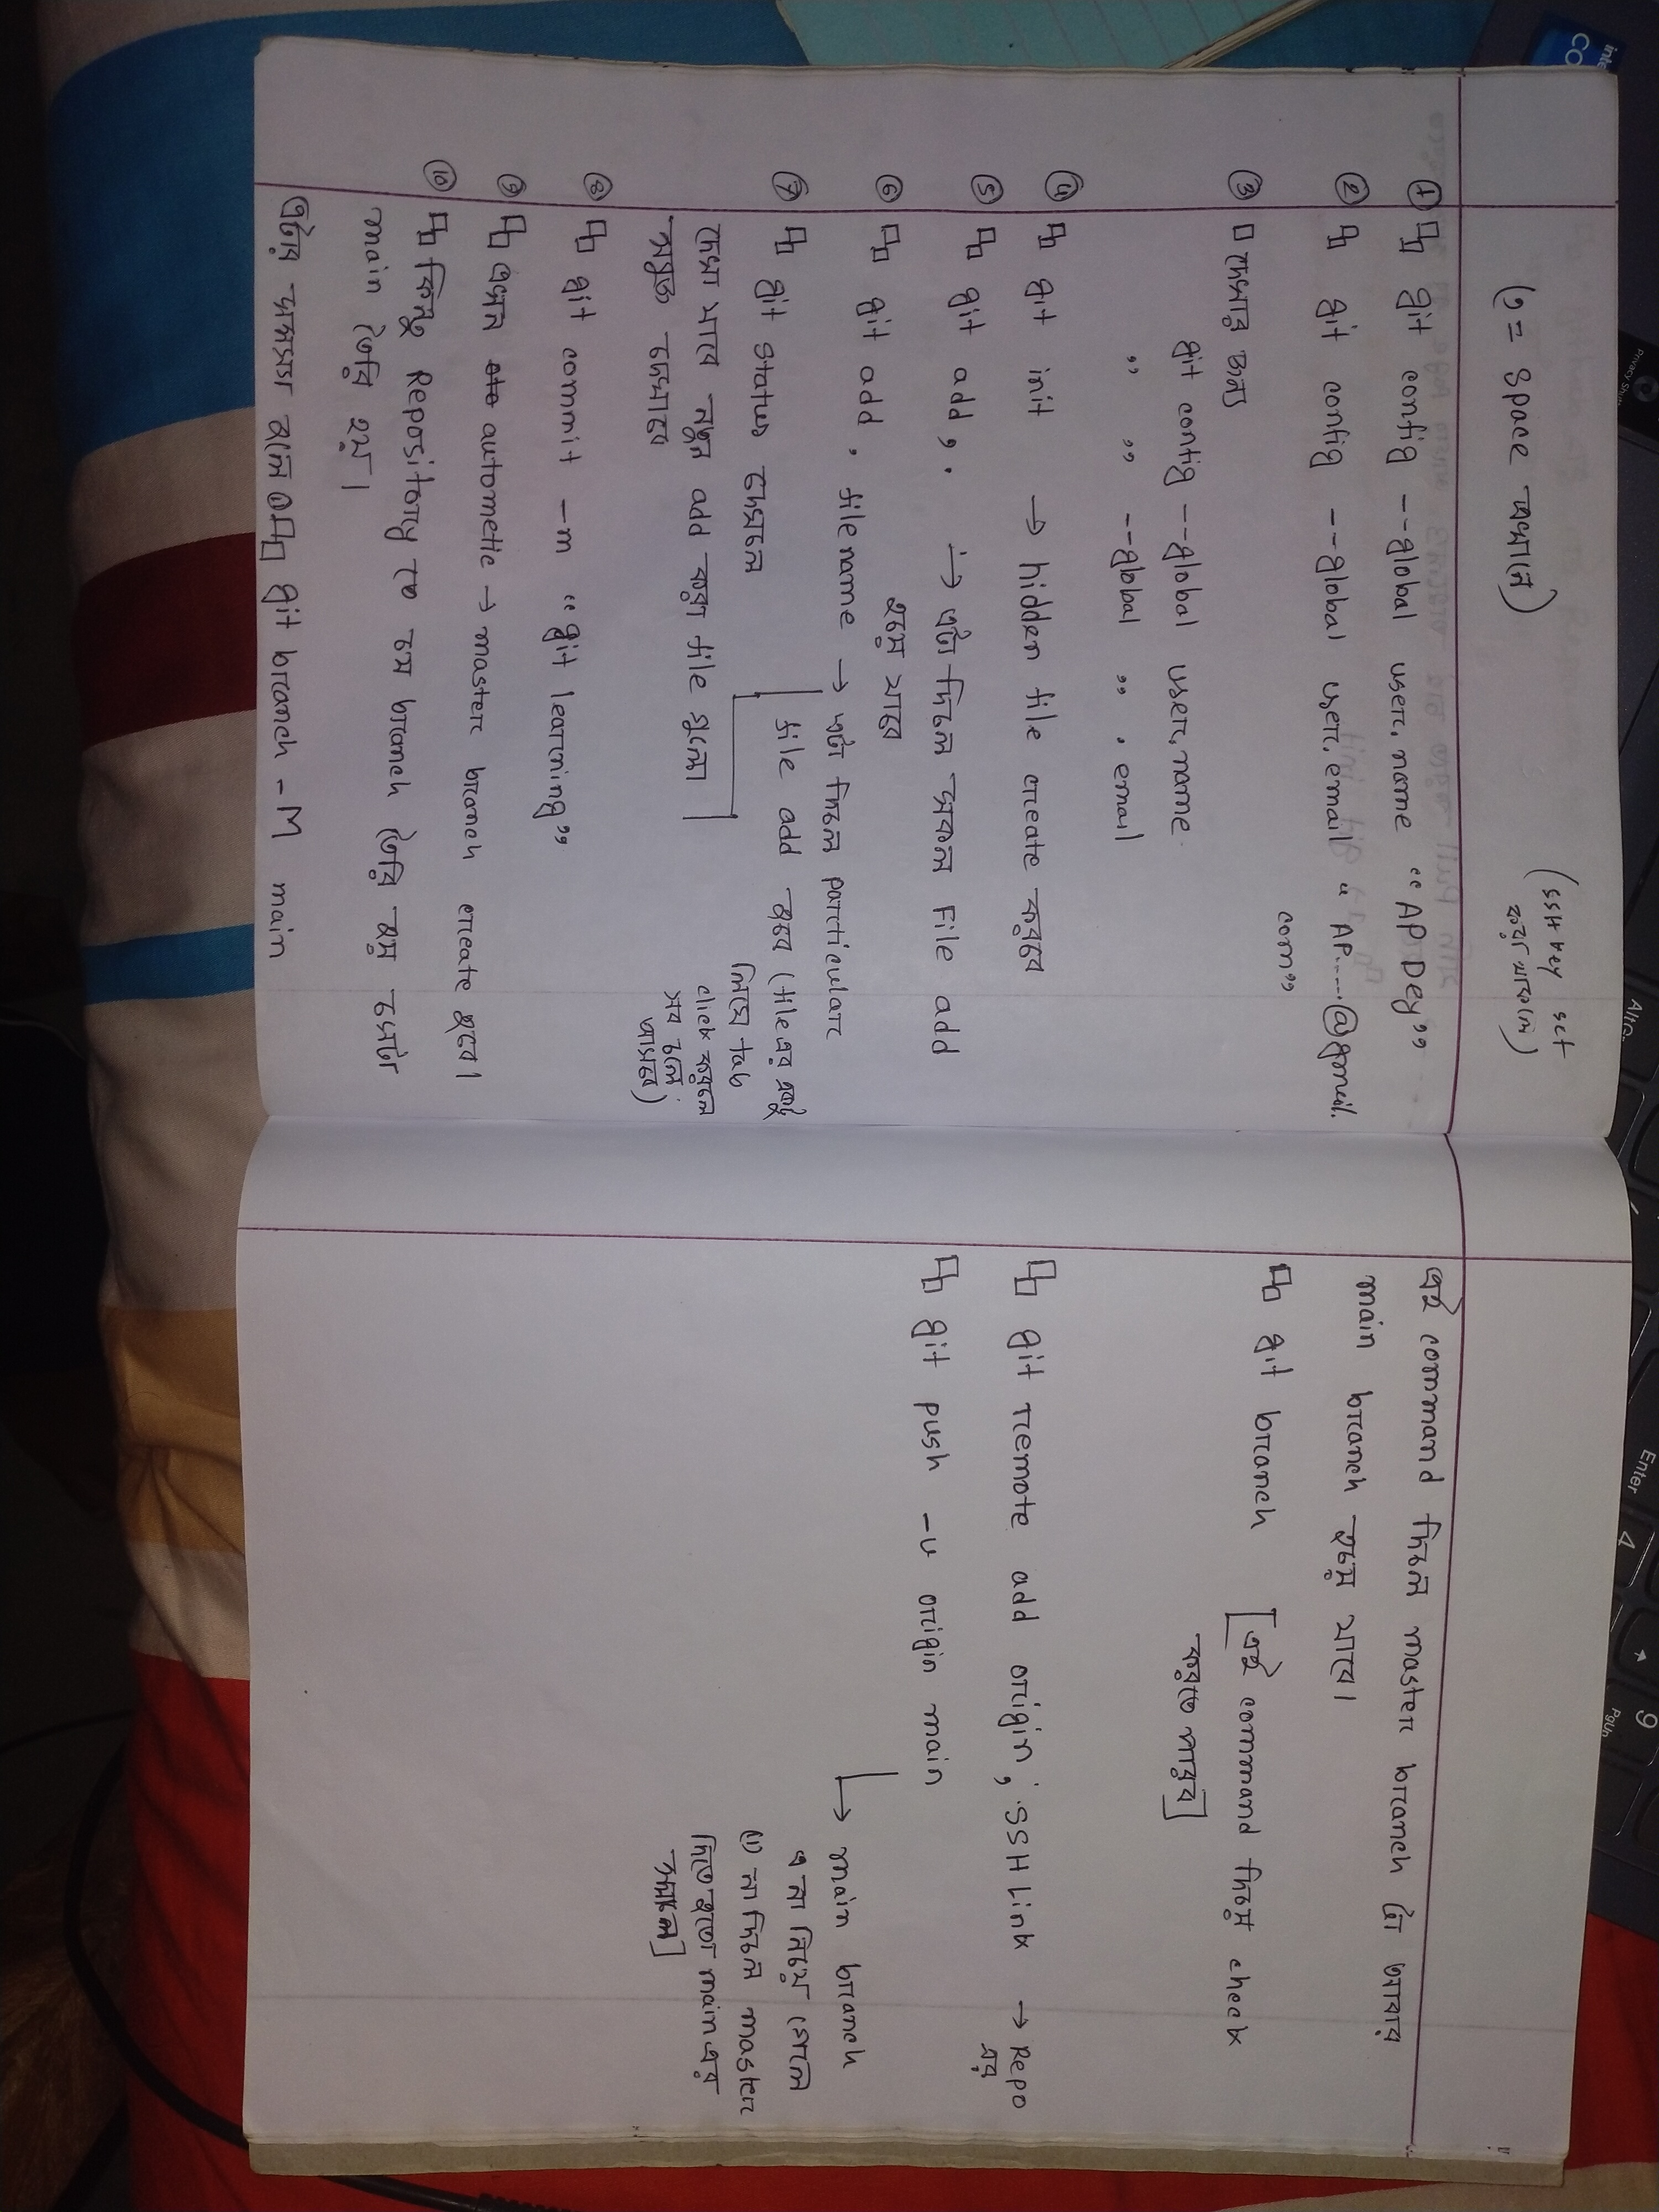 (, = space এখানে)
(SSH key set
করা থাকলে)
① git config --global user.name “AP Dey”
② git config --global user.email “AP.....@gmail.
com”
③ দেখার জন্য
git config --global user.name
” ” --global ” . email
④ git init → hidden file create করবে
⑤ git add , . → এটা দিলে সকল File add
হয়ে যাবে
⑥ git add , filename → এটা দিলে particular
file add হবে (file এর একটু
লিখে tab
click করলে
সব চলে
আসবে)
⑦ git status দেখলে
দেখা যাবে নতুন add করা file গুলো
সবুজ দেখাবে
⑧ git commit -m “git learning”
⑨ এখন automatic → master branch create হবে।
⑩ কিন্তু Repository তে যে branch তৈরি হয় সেটা
main তৈরি হয়।
এটার হলে git branch -M main
এই command দিলে master branch টা আবার
main branch হয়ে যাবে।
git branch [এই command দিয়ে check
করতে পারব]
git remote add origin , SSH Link → Repo
এর
git push -u origin main
→ main branch
এ না নিয়ে গেলে
না দিলে master
দিতে হতো main এর